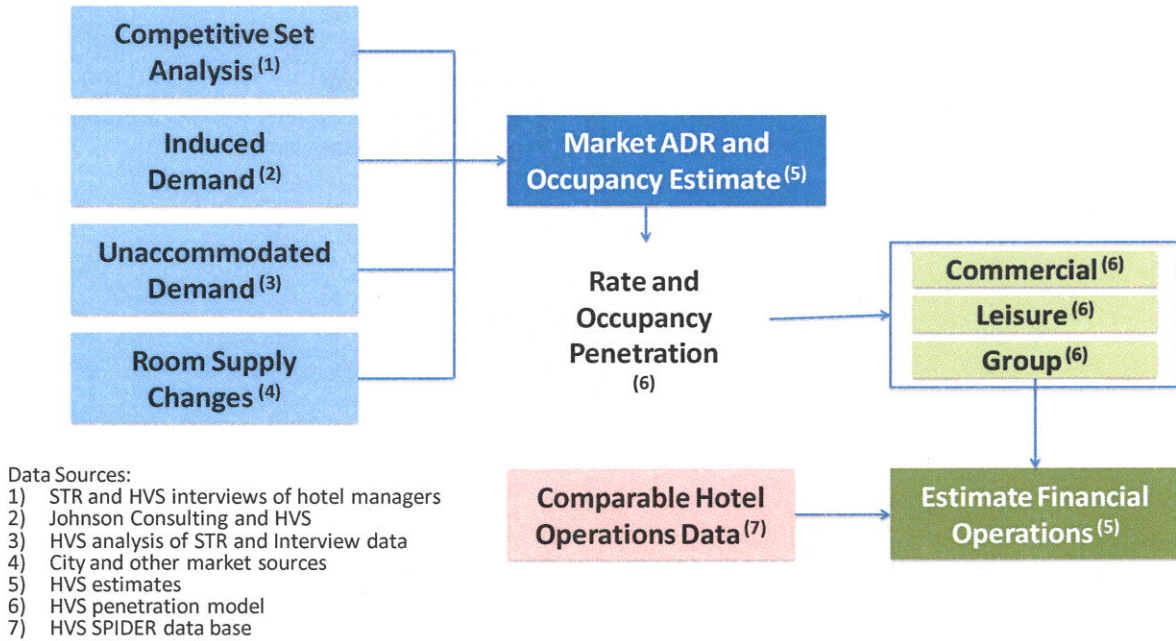 Competitive Set
Analysis (1)
Induced
Demand (2)
Unaccommodated
Demand (3)
Room Supply
Changes (4)
Market ADR and
Occupancy Estimate (5)
Rate and
Occupancy
Penetration
(6)
Commercial (6)
Leisure (6)
Group (6)
Comparable Hotel
Operations Data (7)
Estimate Financial
Operations (5)
Data Sources:
1) STR and HVS interviews of hotel managers
2) Johnson Consulting and HVS
3) HVS analysis of STR and Interview data
4) City and other market sources
5) HVS estimates
6) HVS penetration model
7) HVS SPIDER data base